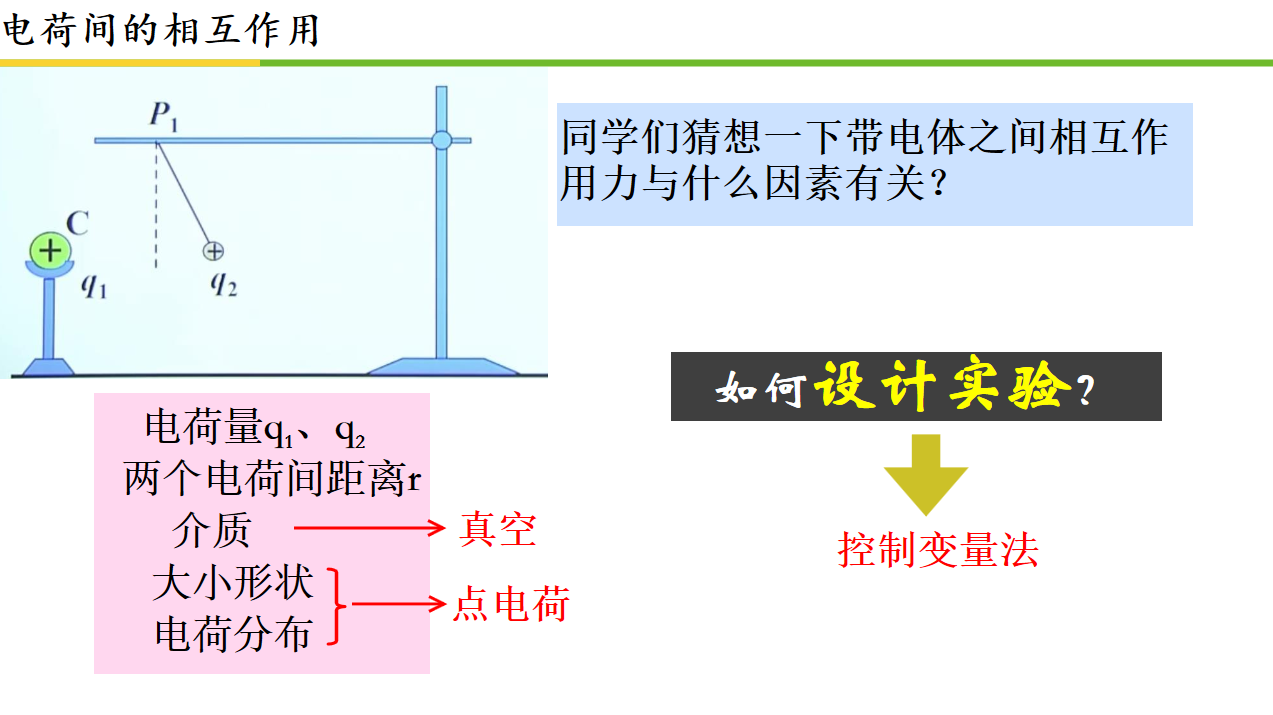 电荷间的相互作用
P₁
C
q₁
q₂
同学们猜想一下带电体之间相互作
用力与什么因素有关？
如何设计实验？
控制变量法
电荷量q₁、q₂
两个电荷间距离r
介质
真空
大小形状
电荷分布
点电荷